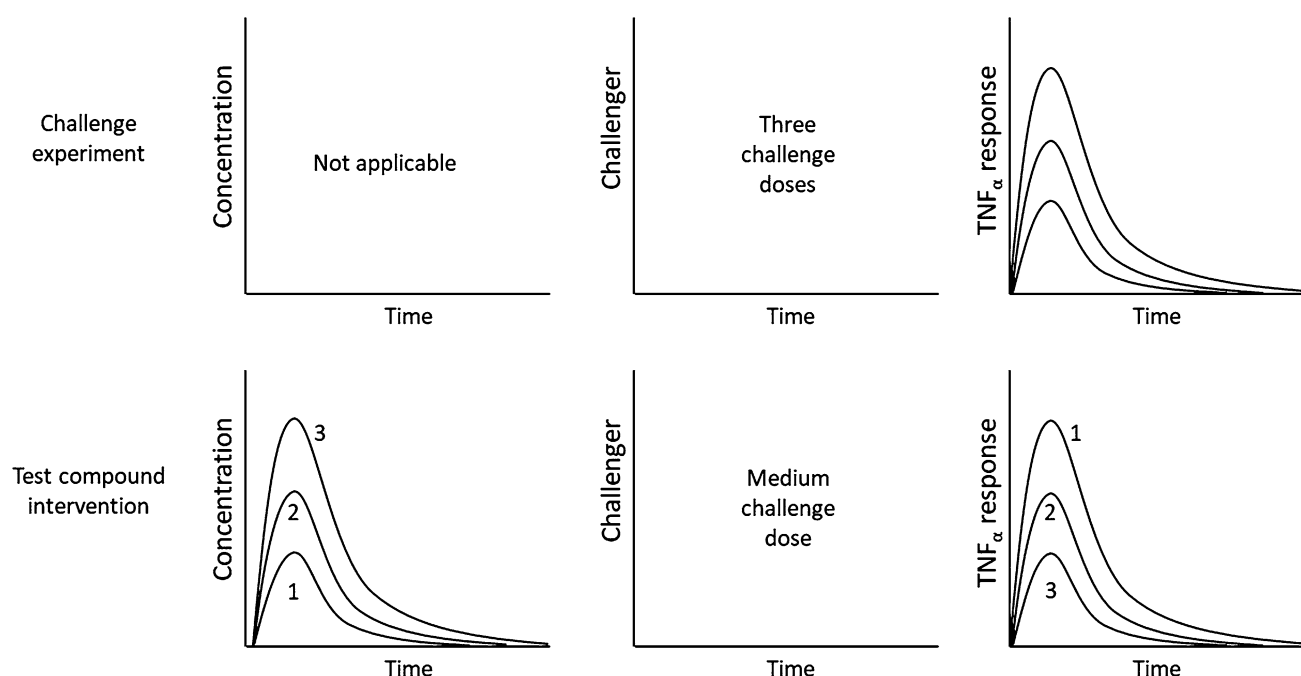 Challenge
experiment
Concentration
Not applicable
Time
Challenger
Three
challenge
doses
Time
TNFα response
Time
Test compound
intervention
Concentration
3
2
1
Time
Challenger
Medium
challenge
dose
Time
TNFα response
1
2
3
Time